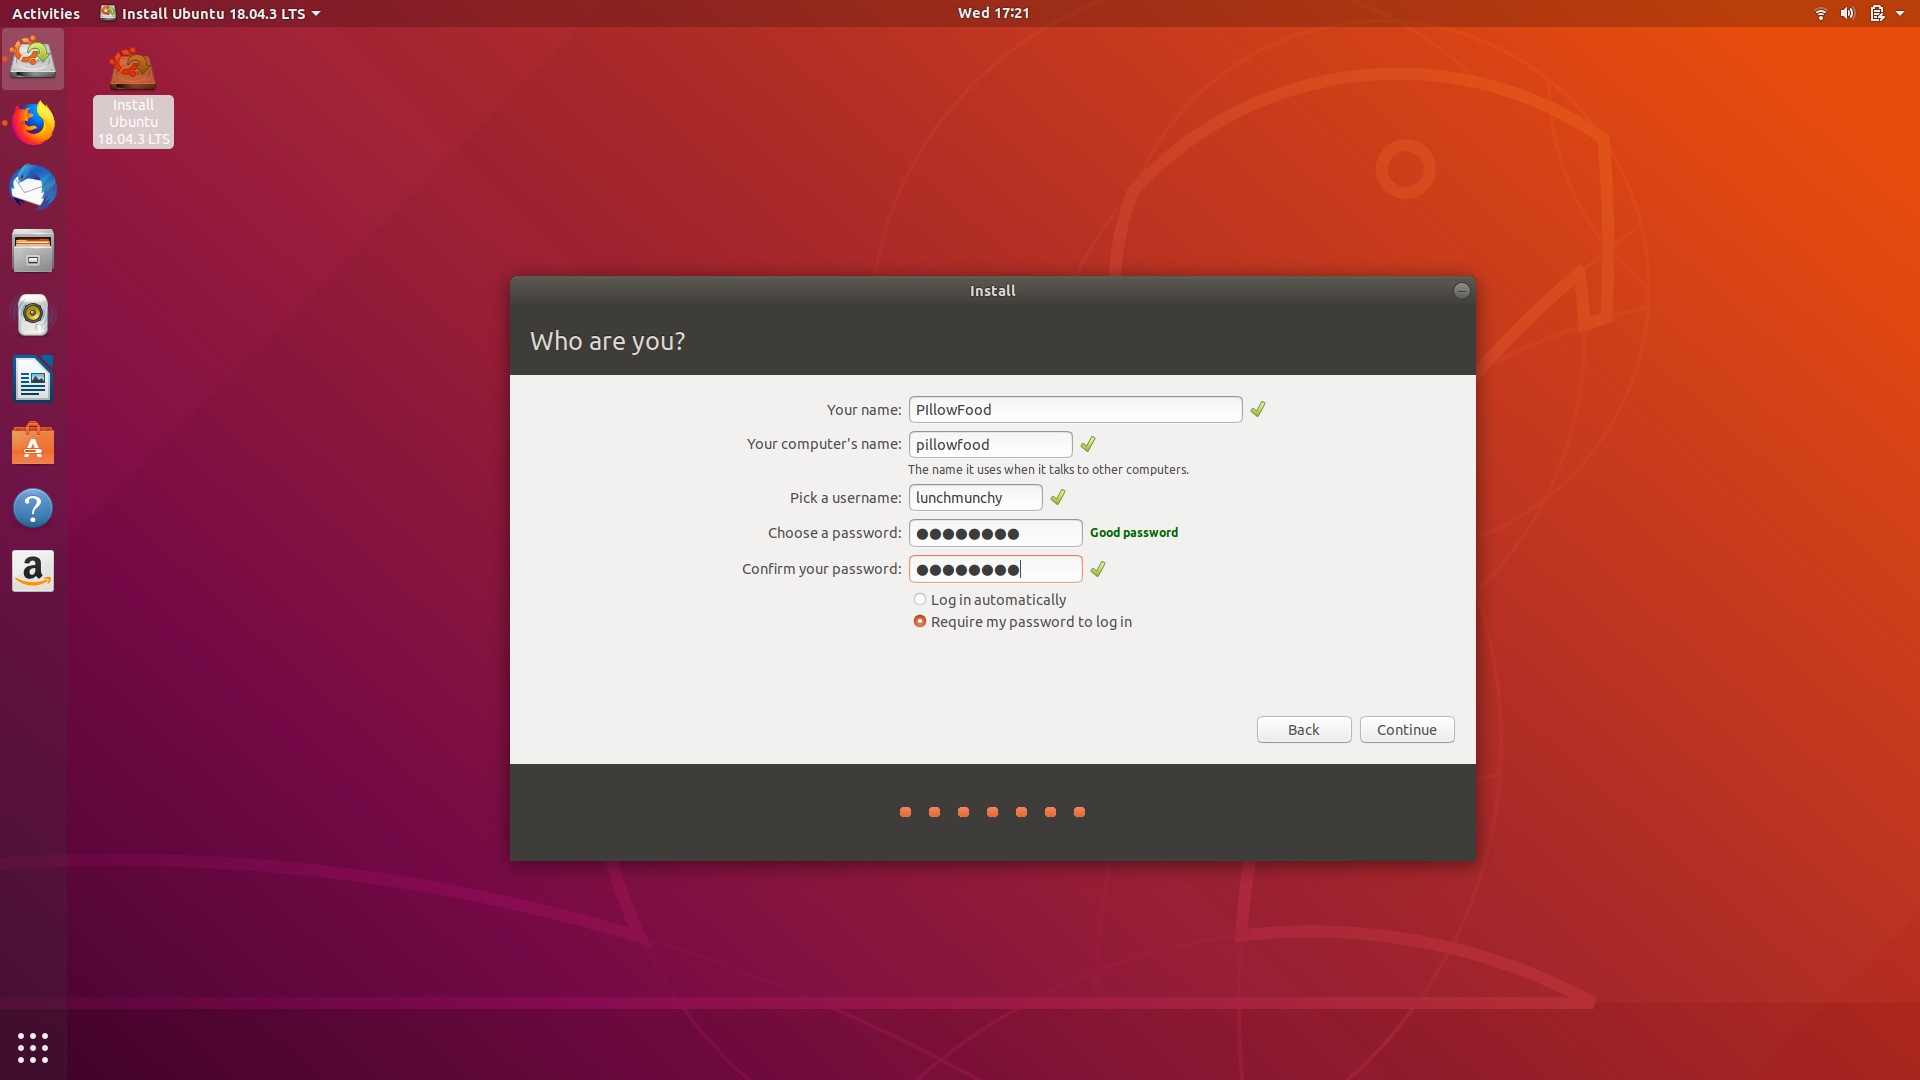 Activities
Install Ubuntu 18.04.3 LTS
Wed 17:21
Install
Ubuntu
18.04.3 LTS
Install
Who are you?
Your name: PIllowFood
Your computer's name: pillowfood
The name it uses when it talks to other computers.
Pick a username: lunchmunchy
Choose a password: ●●●●●●●● Good password
Confirm your password: ●●●●●●●●
Log in automatically
Require my password to log in
Back
Continue